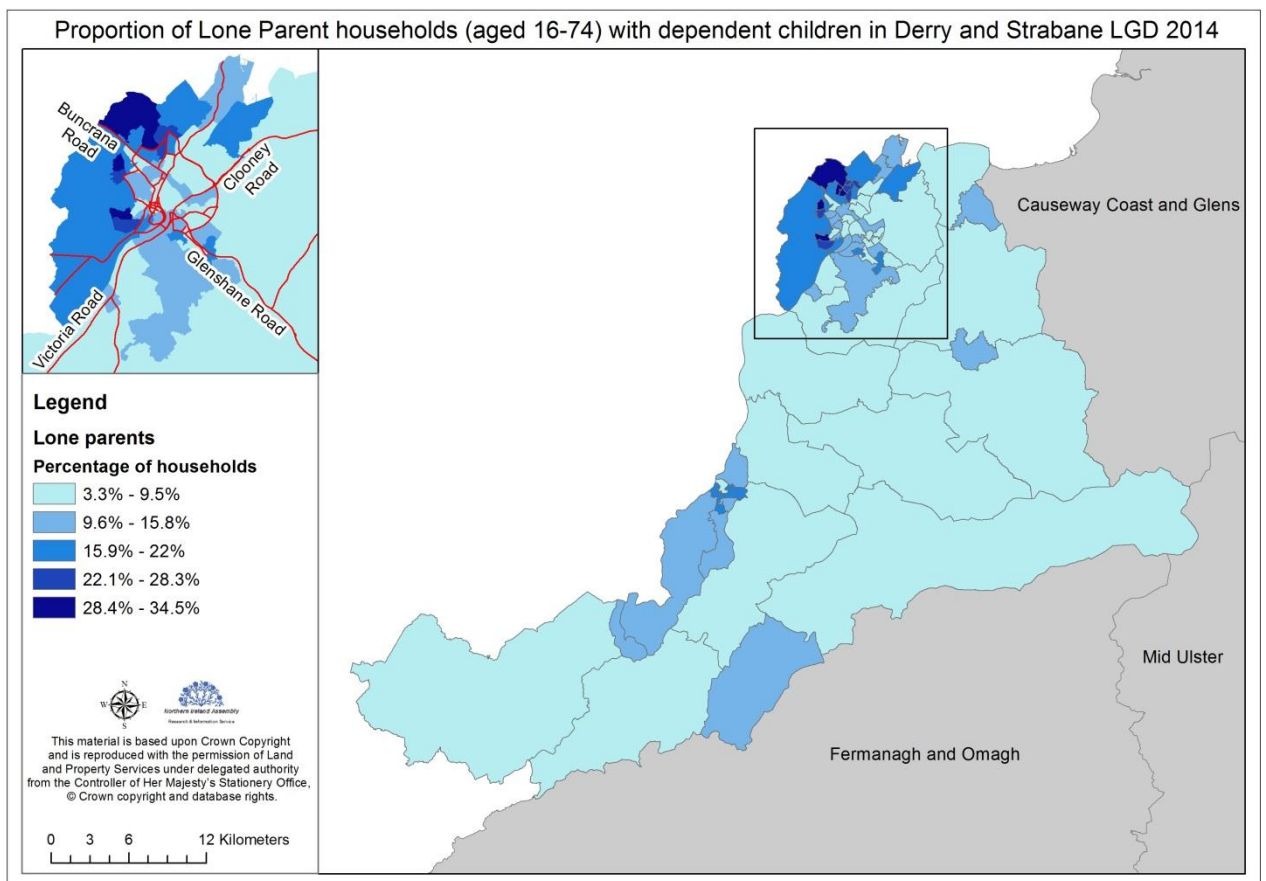 Proportion of Lone Parent households (aged 16-74) with dependent children in Derry and Strabane LGD 2014
Buncrana
Road
Clooney
Road
Glenshane Road
Victoria Road
Causeway Coast and Glens
Mid Ulster
Fermanagh and Omagh
Legend
Lone parents
Percentage of households
3.3% - 9.5%
9.6% - 15.8%
15.9% - 22%
22.1% - 28.3%
28.4% - 34.5%
N
W E
S
Northern Ireland Assembly
Research & Information Service
This material is based upon Crown Copyright
and is reproduced with the permission of Land
and Property Services under delegated authority
from the Controller of Her Majesty's Stationery Office,
© Crown copyright and database rights.
0 3 6 12 Kilometers